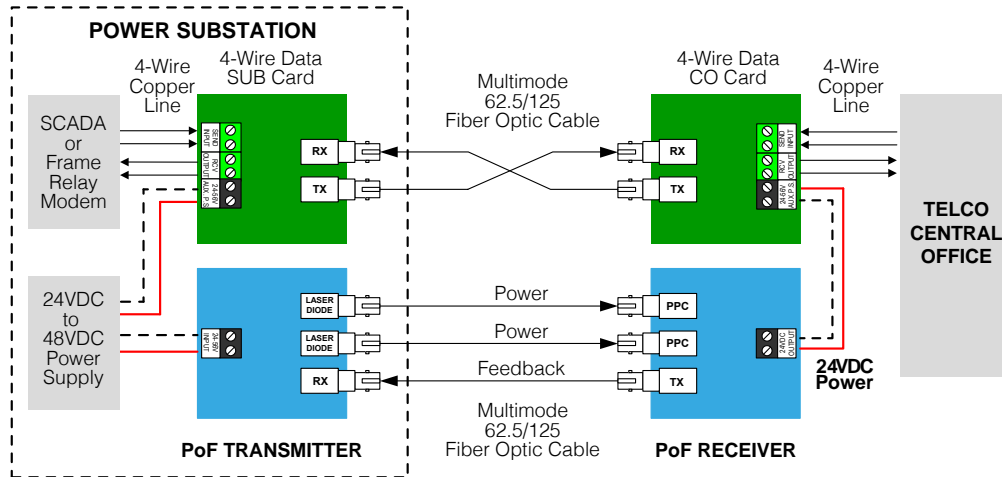 POWER SUBSTATION
4-Wire
Copper
Line
4-Wire Data
SUB Card
SCADA
or
Frame
Relay
Modem
SEND
INPUT
RCV
OUTPUT
24-56V
AUX. P.S
RX
TX
Multimode
62.5/125
Fiber Optic Cable
4-Wire Data
CO Card
4-Wire
Copper
Line
RX
TX
SEND
INPUT
RCV
OUTPUT
24-56V
AUX. P.S
TELCO
CENTRAL
OFFICE
24VDC
to
48VDC
Power
Supply
24-56V
INPUT
LASER
DIODE
LASER
DIODE
RX
Power
Power
Feedback
PPC
PPC
TX
24VDC
OUTPUT
24VDC
Power
Multimode
62.5/125
Fiber Optic Cable
PoF TRANSMITTER
PoF RECEIVER